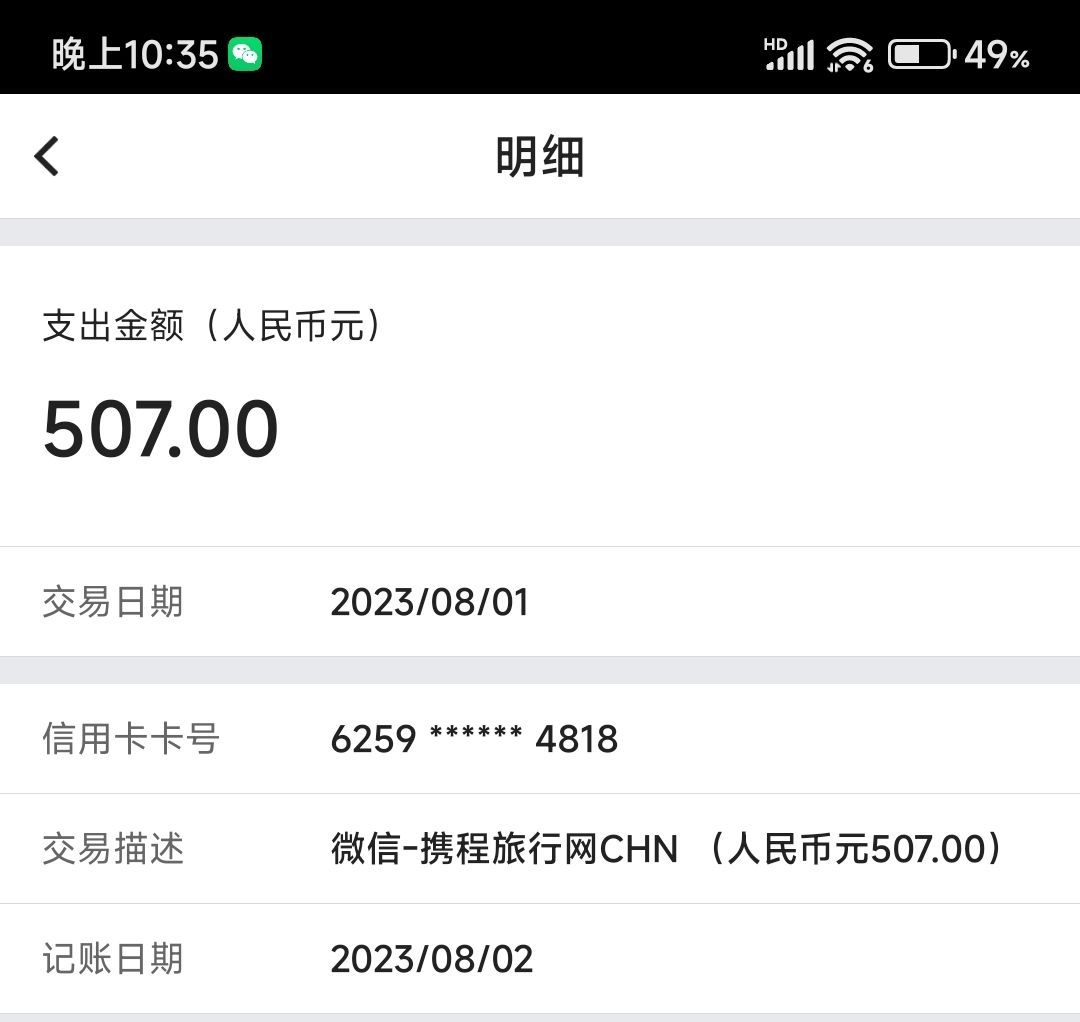 晚上10:35 HD 6 49%
明细
支出金额（人民币元）
507.00
交易日期 2023/08/01
信用卡卡号 6259 ****** 4818
交易描述 微信-携程旅行网CHN （人民币元507.00）
记账日期 2023/08/02